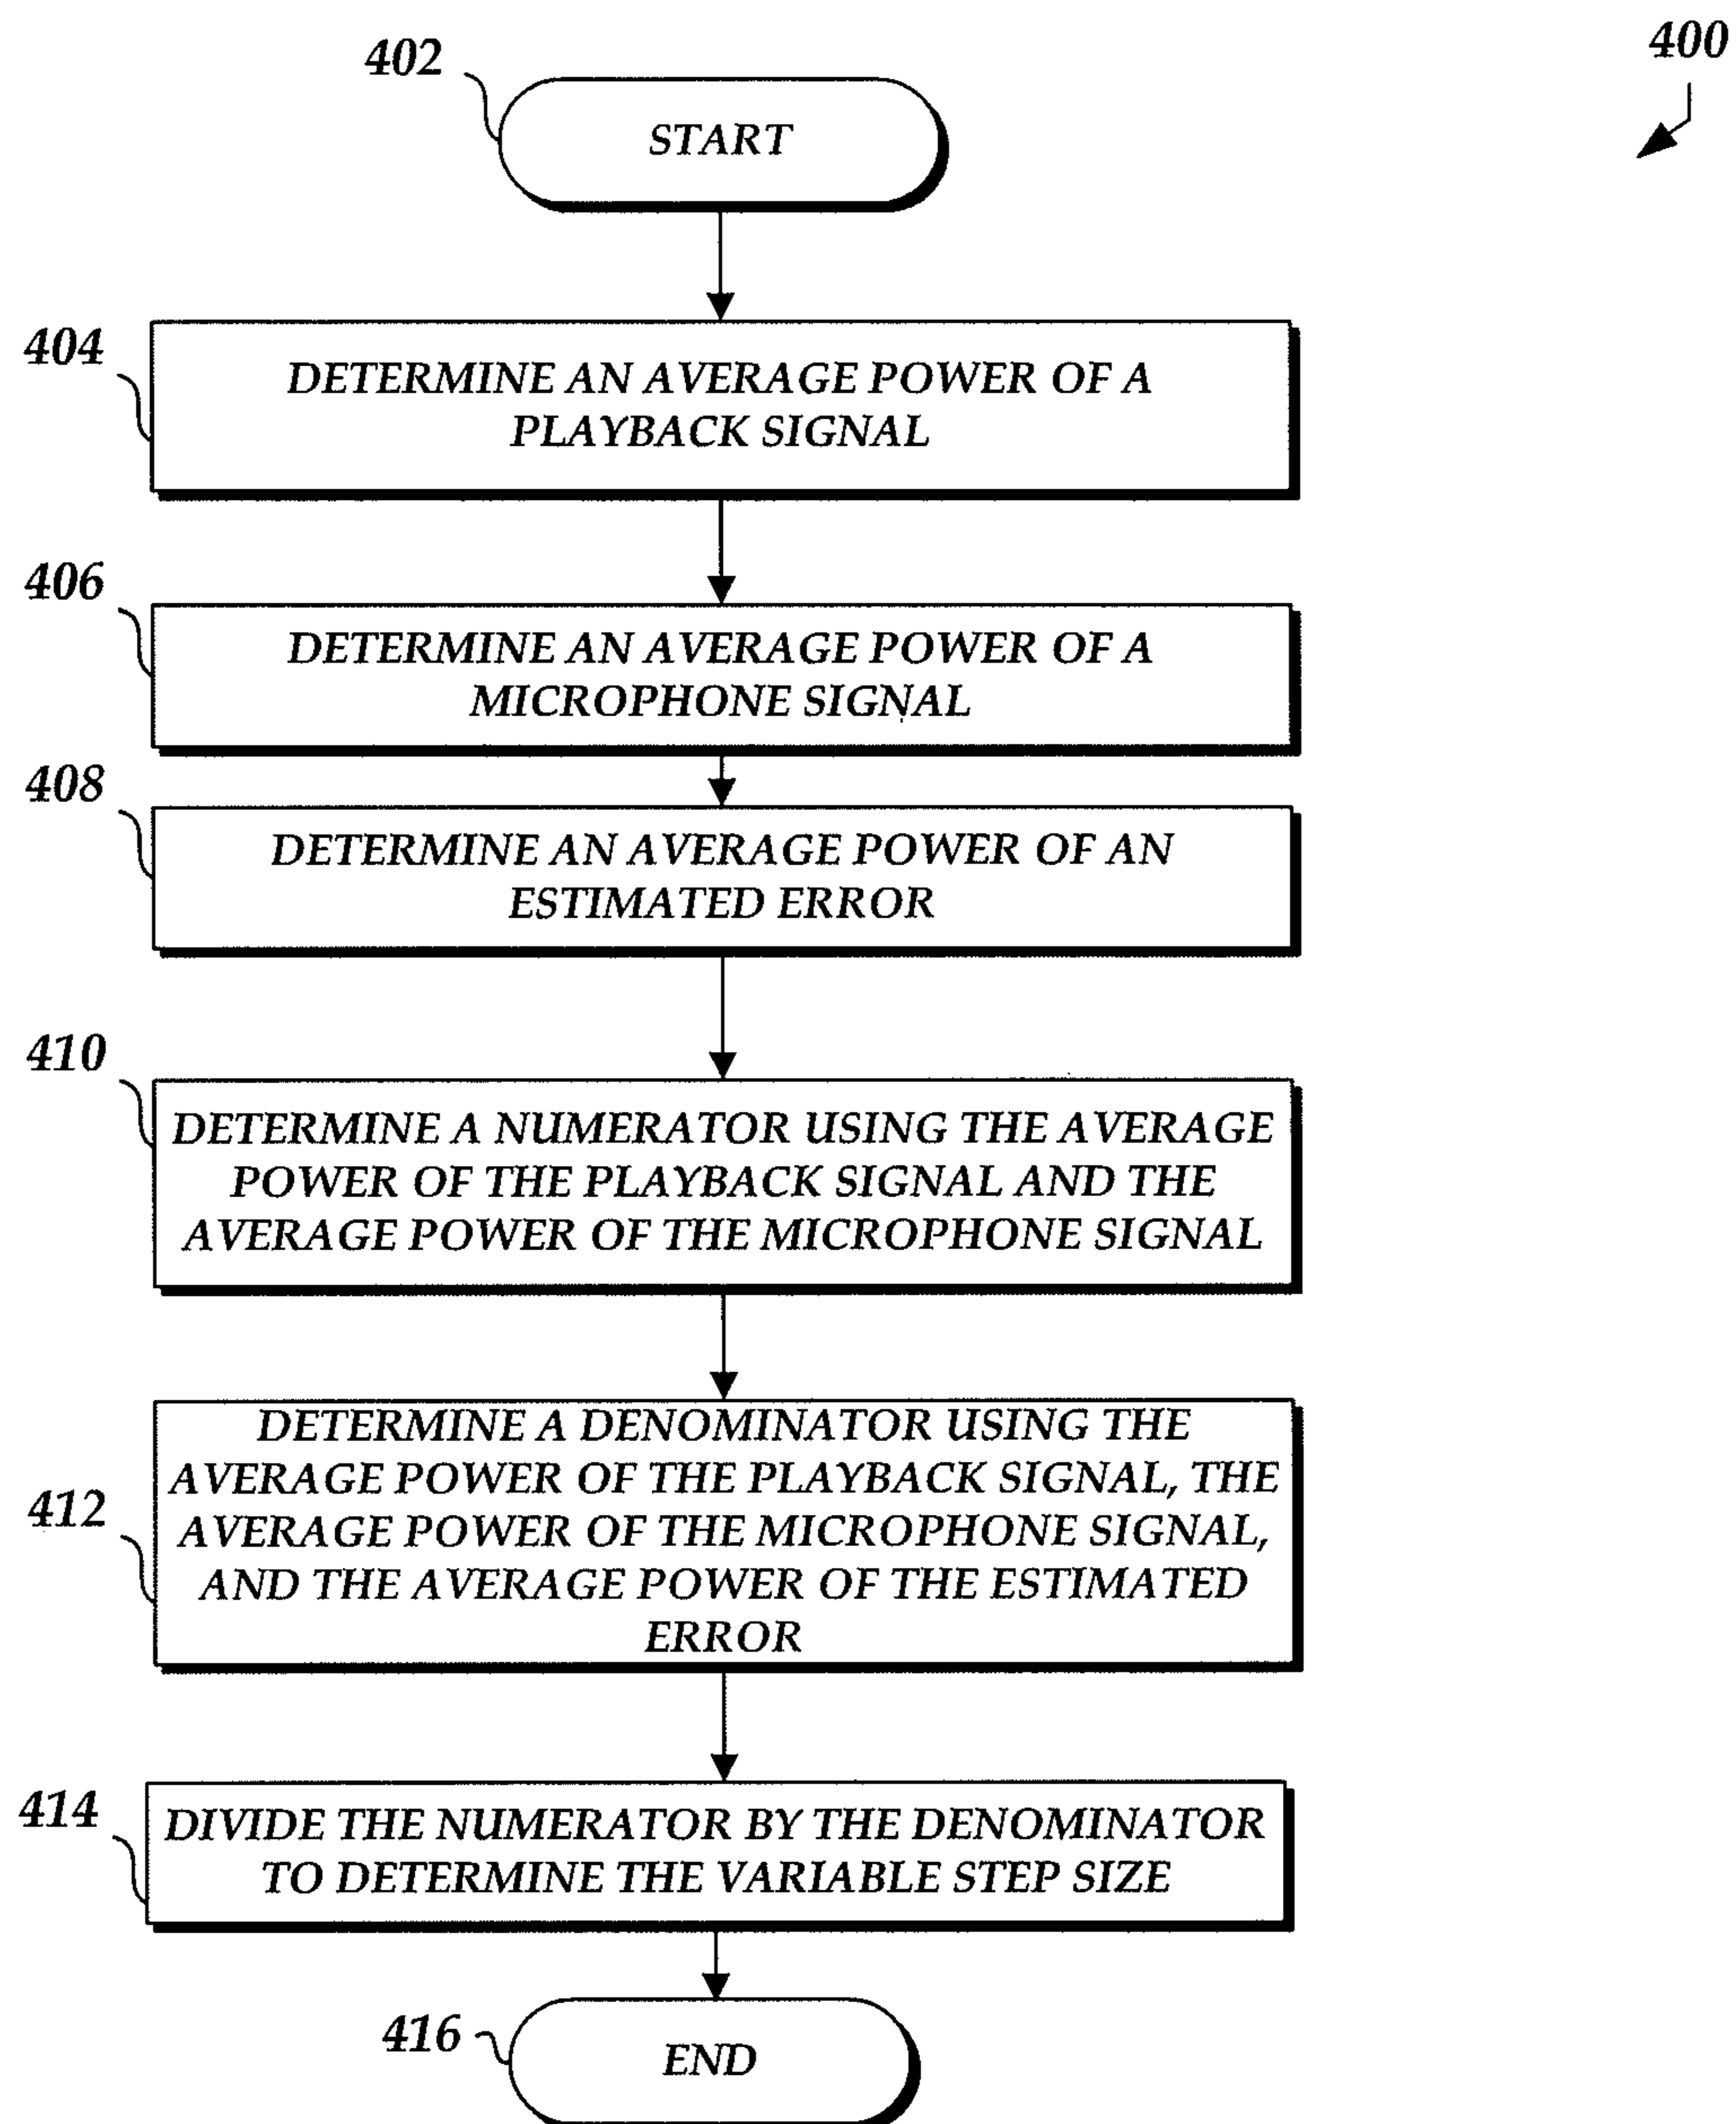 400
402
START
404
DETERMINE AN AVERAGE POWER OF A
PLAYBACK SIGNAL
406
DETERMINE AN AVERAGE POWER OF A
MICROPHONE SIGNAL
408
DETERMINE AN AVERAGE POWER OF AN
ESTIMATED ERROR
410
DETERMINE A NUMERATOR USING THE AVERAGE
POWER OF THE PLAYBACK SIGNAL AND THE
AVERAGE POWER OF THE MICROPHONE SIGNAL
412
DETERMINE A DENOMINATOR USING THE
AVERAGE POWER OF THE PLAYBACK SIGNAL, THE
AVERAGE POWER OF THE MICROPHONE SIGNAL,
AND THE AVERAGE POWER OF THE ESTIMATED
ERROR
414
DIVIDE THE NUMERATOR BY THE DENOMINATOR
TO DETERMINE THE VARIABLE STEP SIZE
416
END